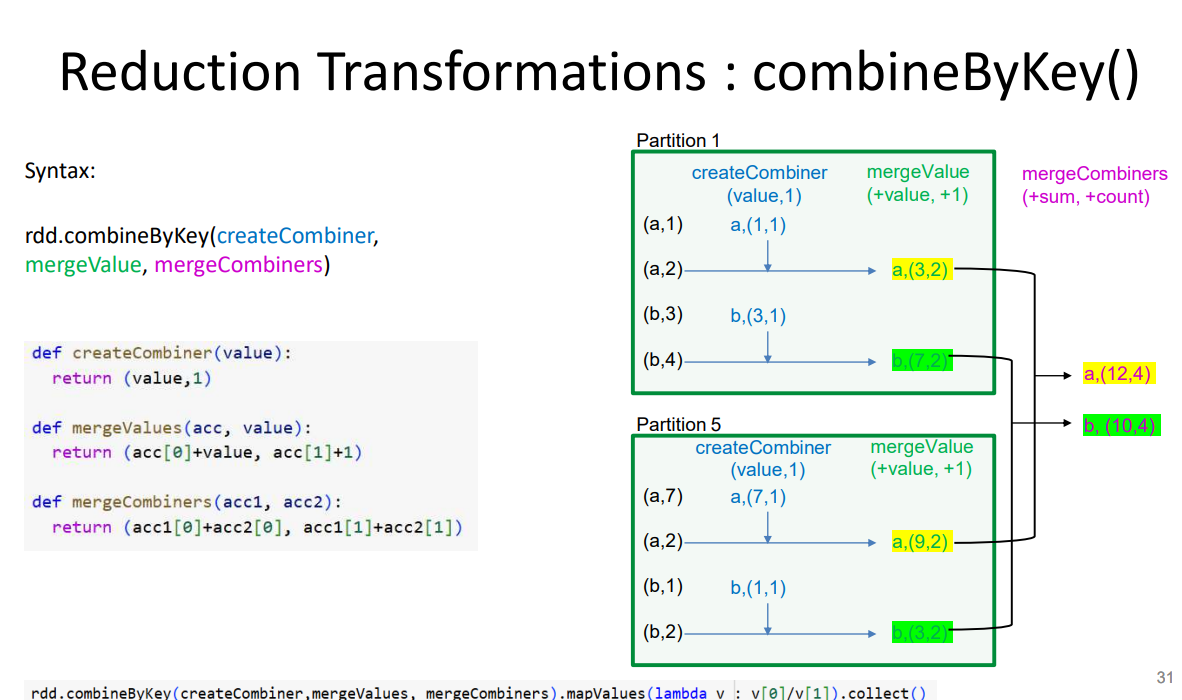 Reduction Transformations : combineByKey()
Syntax:
rdd.combineByKey(createCombiner,
mergeValue, mergeCombiners)
def createCombiner(value):
return (value,1)
def mergeValues(acc, value):
return (acc[0]+value, acc[1]+1)
def mergeCombiners(acc1, acc2):
return (acc1[0]+acc2[0], acc1[1]+acc2[1])
Partition 1
createCombiner mergeValue
(value,1) (+value, +1)
(a,1) a,(1,1)
(a,2) a,(3,2)
(b,3) b,(3,1)
(b,4) b,(7,2)
Partition 5
createCombiner mergeValue
(value,1) (+value, +1)
(a,7) a,(7,1)
(a,2) a,(9,2)
(b,1) b,(1,1)
(b,2) b,(3,2)
mergeCombiners
(+sum, +count)
a,(12,4)
b, (10,4)
rdd.combineByKey(createCombiner,mergeValues, mergeCombiners).mapValues(lambda v : v[0]/v[1]).collect()
31